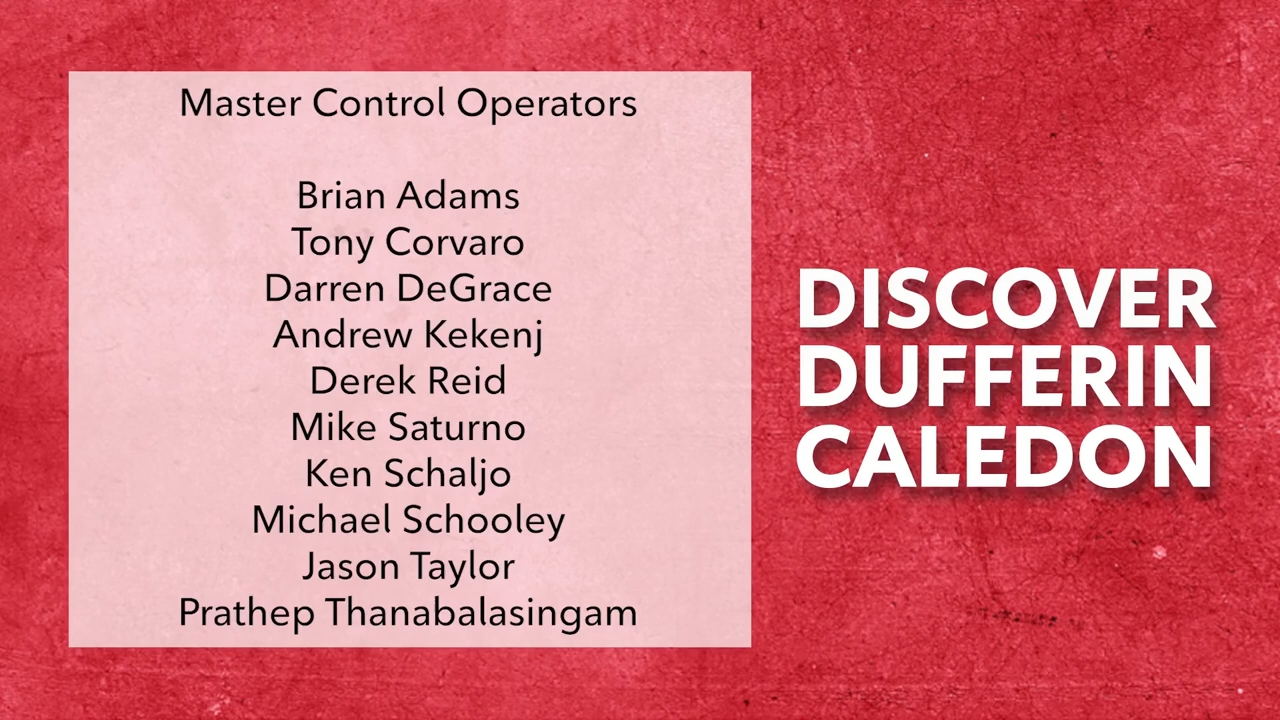 Master Control Operators
Brian Adams
Tony Corvaro
Darren DeGrace
Andrew Kekenj
Derek Reid
Mike Saturno
Ken Schaljo
Michael Schooley
Jason Taylor
Prathep Thanabalasingam
DISCOVER
DUFFERIN
CALEDON